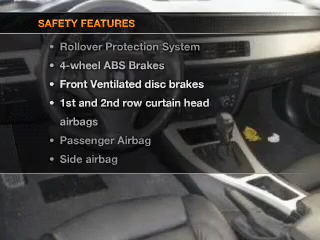 SAFETY FEATURES
• Rollover Protection System
• 4-wheel ABS Brakes
• Front Ventilated disc brakes
• 1st and 2nd row curtain head
airbags
• Passenger Airbag
• Side airbag